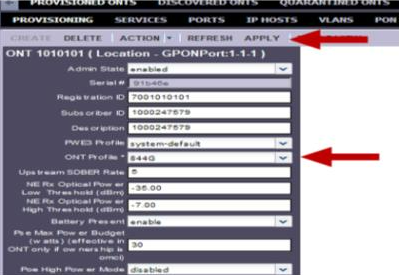 PROVISIONED ONTS DISCOVERED ONTS QUARANTINED ONTS
PROVISIONING SERVICES PORTS IP HOSTS VLANS PON
CREATE DELETE ACTION REFRESH APPLY
ONT 1010101 ( Location - GPONPort:1-1-1 )
Admin State enabled
Serial # 91b46c
Registration ID 7001010101
Subscriber ID 1000247579
Description 1000247579
PWE3 Profile system-default
ONT Profile * 844G
Upstream SDBER Rate 5
NE Rx Optical Power Low Threshold (dBm) -35.00
NE Rx Optical Power High Threshold (dBm) -7.00
Battery Present enable
Pse Max Power Budget (watts) (effective in ONT only if ownership is omci) 30
Pse High Power Mode disabled